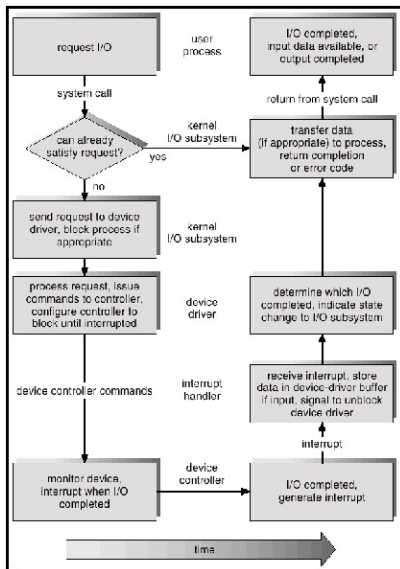 request I/O
user
process
I/O completed,
input data available, or
output completed
system call
return from system call
can already
satisfy request?
yes
no
kernel
I/O subsystem
transfer data
(if appropriate) to process,
return completion
or error code
send request to device
driver, block process if
appropriate
kernel
I/O subsystem
process request, issue
commands to controller,
configure controller to
block until interrupted
device
driver
determine which I/O
completed, indicate state
change to I/O subsystem
device controller commands
interrupt
handler
receive interrupt, store
data in device-driver buffer
if input, signal to unblock
device driver
interrupt
monitor device,
interrupt when I/O
completed
device
controller
I/O completed,
generate interrupt
time